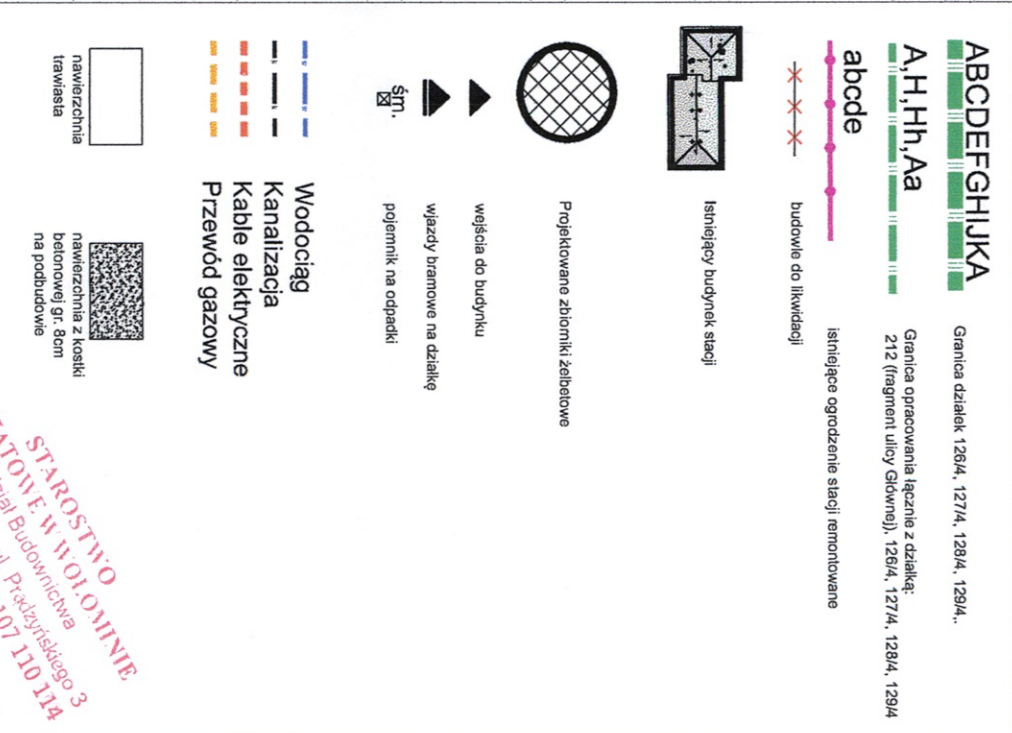 ABCDEFGHIJKA
Granica działek 126/4, 127/4, 128/4, 129/4,.
A,H,Hh,Aa
Granica opracowania łącznie z działką:
212 (fragment ulicy Głównej), 126/4, 127/4, 128/4, 129/4
abcde
istniejące ogrodzenie stacji remontowane
budowle do likwidacji
Istniejący budynek stacji
Projektowane zbiorniki żelbetowe
wejścia do budynku
wjazdy bramowe na działkę
śm.
pojemnik na odpadki
Wodociąg
Kanalizacja
Kable elektryczne
Przewód gazowy
nawierzchnia
trawiasta
nawierzchnia z kostki
betonowej gr. 8cm
na podbudowie
STAROSTWO
W WOŁOMINIE
Budownictwa
Prądzyńskiego 3
107 110 114